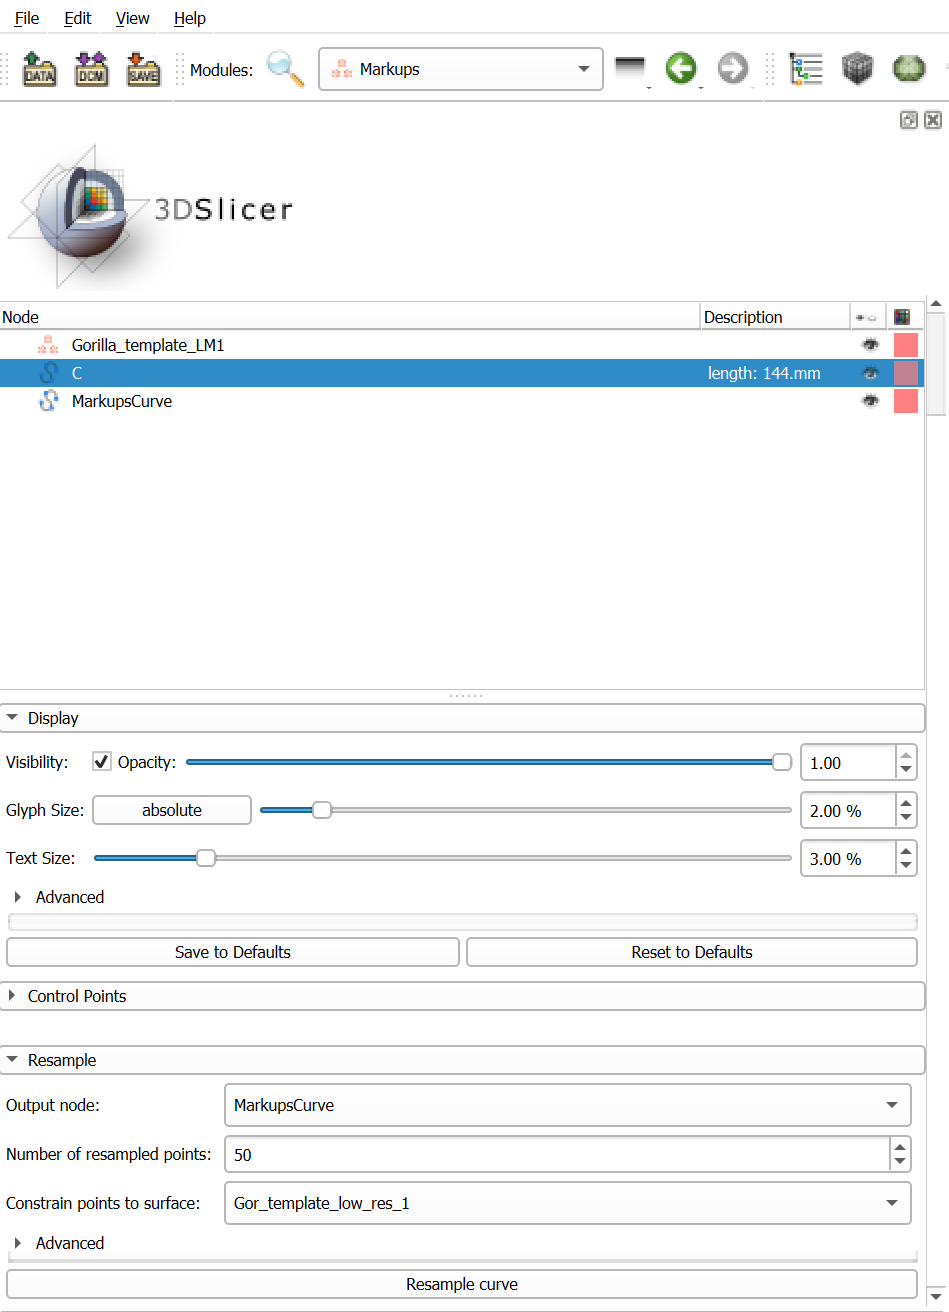 File Edit View Help
DATA DCM SAVE Modules: Markups
3DSlicer
Node Description
Gorilla_template_LM1
C length: 144.mm
MarkupsCurve
Display
Visibility: Opacity: 1.00
Glyph Size: absolute 2.00 %
Text Size: 3.00 %
Advanced
Save to Defaults Reset to Defaults
Control Points
Resample
Output node: MarkupsCurve
Number of resampled points: 50
Constrain points to surface: Gor_template_low_res_1
Advanced
Resample curve